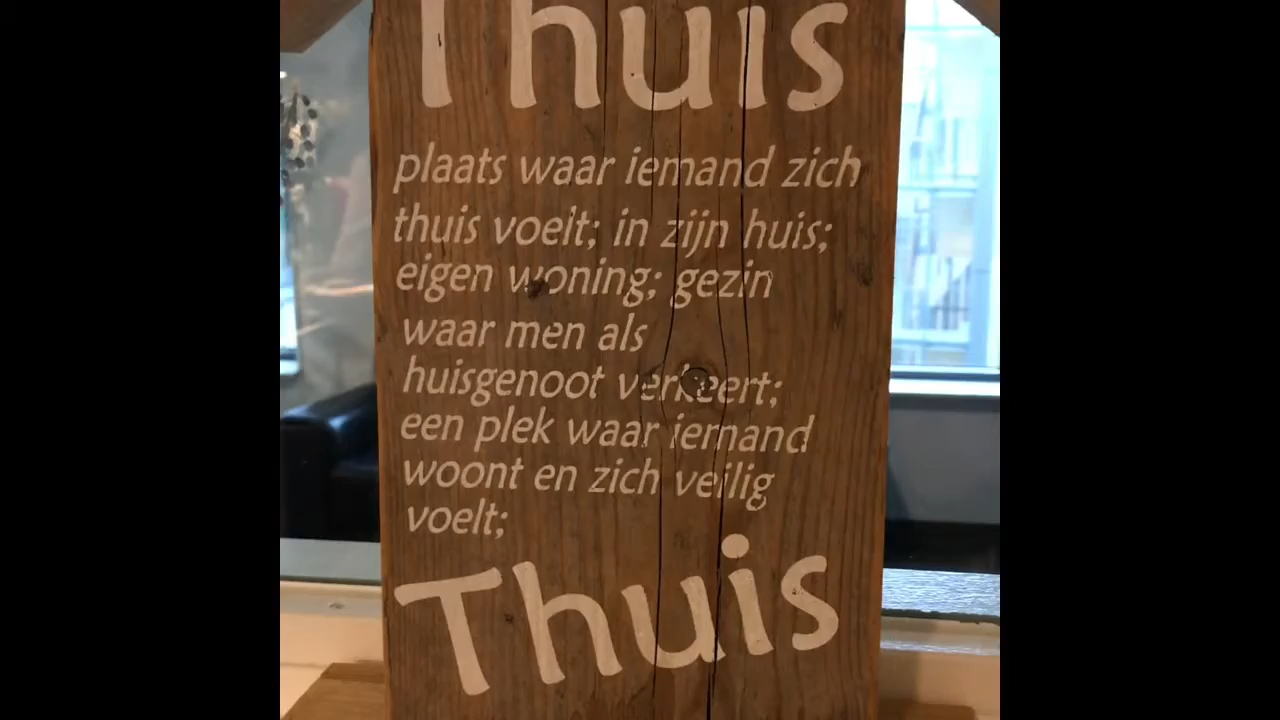 Thuis
plaats waar iemand zich
thuis voelt; in zijn huis;
eigen woning; gezin
waar men als
huisgenoot verkeert;
een plek waar iemand
woont en zich veilig
voelt;
Thuis